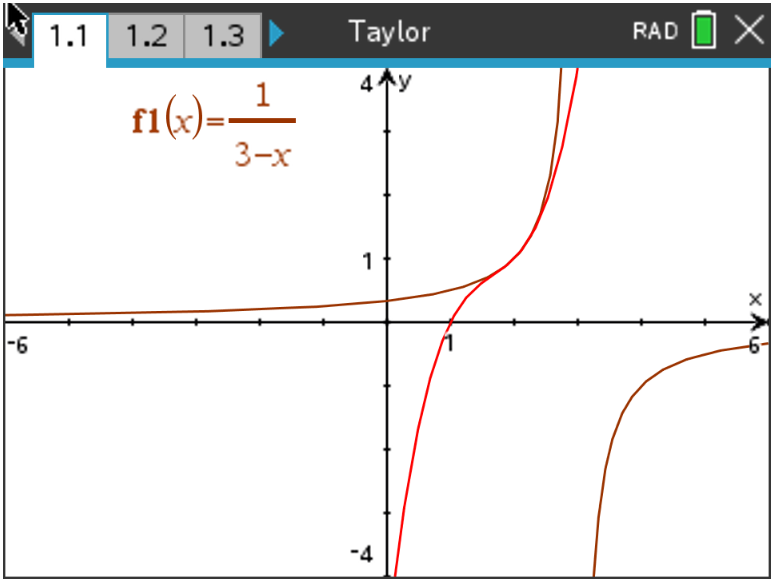 1.1 1.2 1.3 Taylor RAD
4 y
f1(x)=1/(3-x)
1
x
-6 1 6
-4